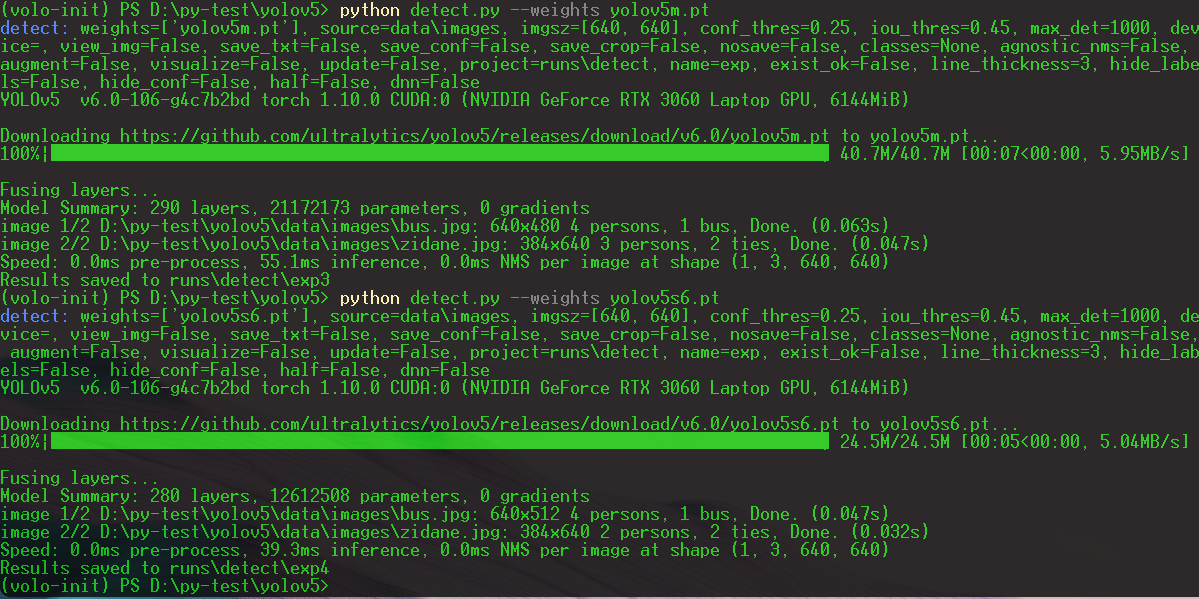 (volo-init) PS D:\py-test\yolov5> python detect.py --weights yolov5m.pt
detect: weights=['yolov5m.pt'], source=data\images, imgsz=[640, 640], conf_thres=0.25, iou_thres=0.45, max_det=1000, dev
ice=, view_img=False, save_txt=False, save_conf=False, save_crop=False, nosave=False, classes=None, agnostic_nms=False,
augment=False, visualize=False, update=False, project=runs\detect, name=exp, exist_ok=False, line_thickness=3, hide_labe
ls=False, hide_conf=False, half=False, dnn=False
YOLOv5  v6.0-106-g4c7b2bd torch 1.10.0 CUDA:0 (NVIDIA GeForce RTX 3060 Laptop GPU, 6144MiB)
Downloading https://github.com/ultralytics/yolov5/releases/download/v6.0/yolov5m.pt to yolov5m.pt...
100%| 40.7M/40.7M [00:07<00:00, 5.95MB/s]
Fusing layers...
Model Summary: 290 layers, 21172173 parameters, 0 gradients
image 1/2 D:\py-test\yolov5\data\images\bus.jpg: 640x480 4 persons, 1 bus, Done. (0.063s)
image 2/2 D:\py-test\yolov5\data\images\zidane.jpg: 384x640 3 persons, 2 ties, Done. (0.047s)
Speed: 0.0ms pre-process, 55.1ms inference, 0.0ms NMS per image at shape (1, 3, 640, 640)
Results saved to runs\detect\exp3
(volo-init) PS D:\py-test\yolov5> python detect.py --weights yolov5s6.pt
detect: weights=['yolov5s6.pt'], source=data\images, imgsz=[640, 640], conf_thres=0.25, iou_thres=0.45, max_det=1000, de
vice=, view_img=False, save_txt=False, save_conf=False, save_crop=False, nosave=False, classes=None, agnostic_nms=False,
 augment=False, visualize=False, update=False, project=runs\detect, name=exp, exist_ok=False, line_thickness=3, hide_lab
els=False, hide_conf=False, half=False, dnn=False
YOLOv5  v6.0-106-g4c7b2bd torch 1.10.0 CUDA:0 (NVIDIA GeForce RTX 3060 Laptop GPU, 6144MiB)
Downloading https://github.com/ultralytics/yolov5/releases/download/v6.0/yolov5s6.pt to yolov5s6.pt...
100%| 24.5M/24.5M [00:05<00:00, 5.04MB/s]
Fusing layers...
Model Summary: 280 layers, 12612508 parameters, 0 gradients
image 1/2 D:\py-test\yolov5\data\images\bus.jpg: 640x512 4 persons, 1 bus, Done. (0.047s)
image 2/2 D:\py-test\yolov5\data\images\zidane.jpg: 384x640 2 persons, 2 ties, Done. (0.032s)
Speed: 0.0ms pre-process, 39.3ms inference, 0.0ms NMS per image at shape (1, 3, 640, 640)
Results saved to runs\detect\exp4
(volo-init) PS D:\py-test\yolov5>